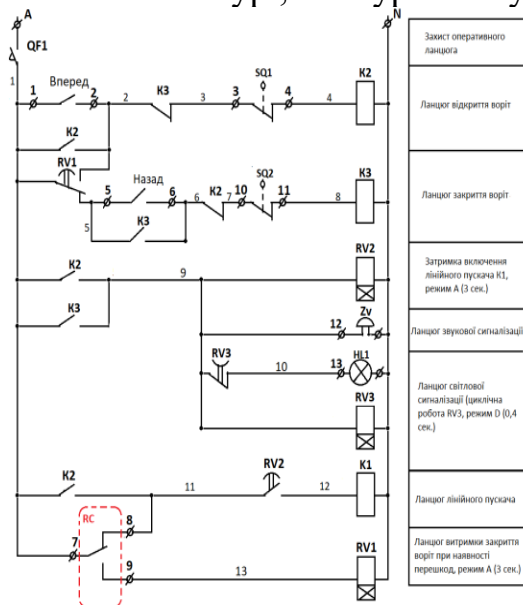 А
N
QF1
1
Захист оперативного
ланцюга
1
Вперед
2
2
K3
3
3
SQ1
4
4
K2
Ланцюг відкриття воріт
K2
RV1
5
Назад
6
6
K2
7
10
SQ2
11
8
K3
Ланцюг закриття воріт
5
K3
K2
9
RV2
Затримка включення
лінійного пускача К1,
режим А (3 сек.)
K3
12
Zv
Ланцюг звукової сигналізації
RV3
10
13
HL1
Ланцюг світлової
сигналізації (циклічна
робота RV3, режим D (0,4
сек.)
RV3
K2
11
RV2
12
K1
Ланцюг лінійного пускача
RC
8
7
9
13
RV1
Ланцюг витримки закриття
воріт при наявності
перешкод, режим А (3 сек.)